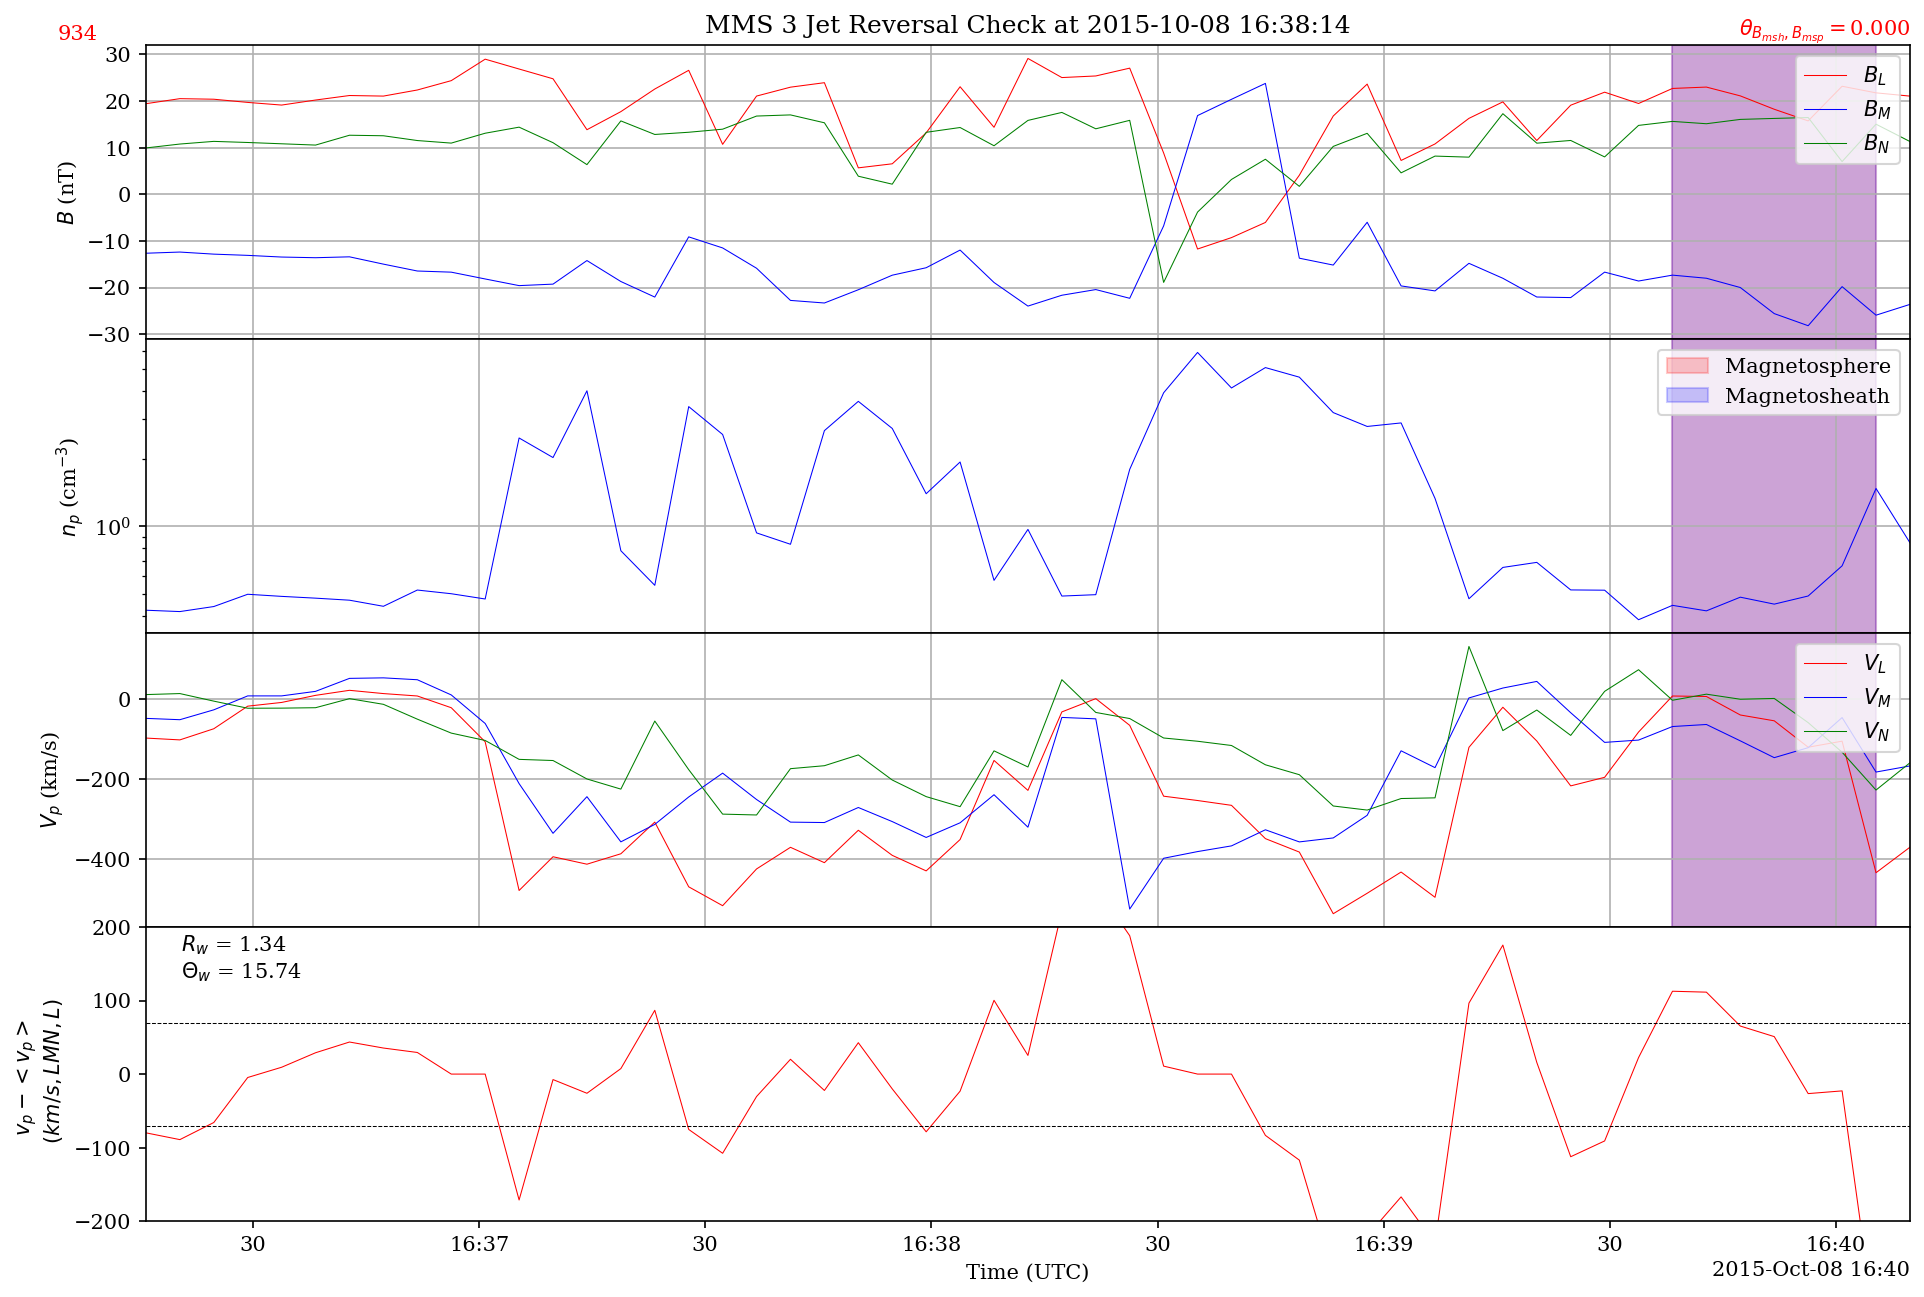 934
MMS 3 Jet Reversal Check at 2015-10-08 16:38:14
θ_{B_{msh}, B_{msp}} = 0.000
30
20
10
0
−10
−20
−30
B (nT)
B_L
B_M
B_N
10⁰
n_p (cm⁻³)
Magnetosphere
Magnetosheath
0
−200
−400
V_p (km/s)
V_L
V_M
V_N
200
100
0
−100
−200
v_p − < v_p >
(km/s, LMN, L)
R_w = 1.34
Θ_w = 15.74
30
16:37
30
16:38
30
16:39
30
16:40
Time (UTC)
2015-Oct-08 16:40